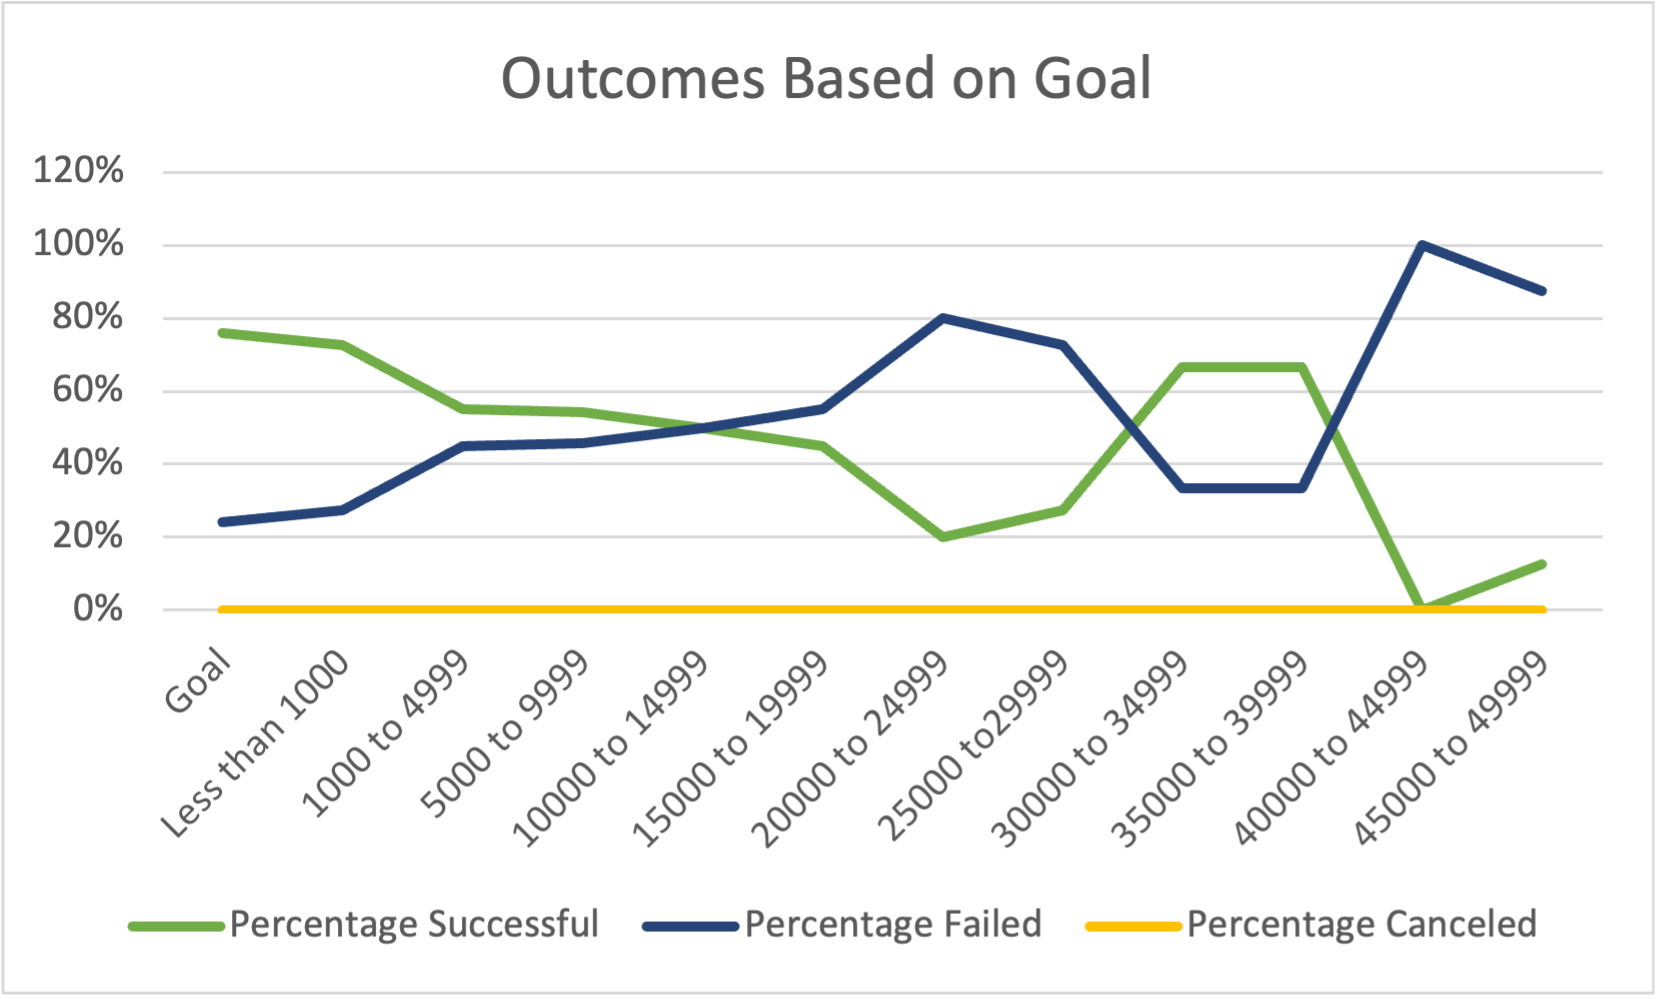 Outcomes Based on Goal
120%
100%
80%
60%
40%
20%
0%
Goal
Less than 1000
1000 to 4999
5000 to 9999
10000 to 14999
15000 to 19999
20000 to 24999
25000 to29999
30000 to 34999
35000 to 39999
40000 to 44999
45000 to 49999
Percentage Successful
Percentage Failed
Percentage Canceled